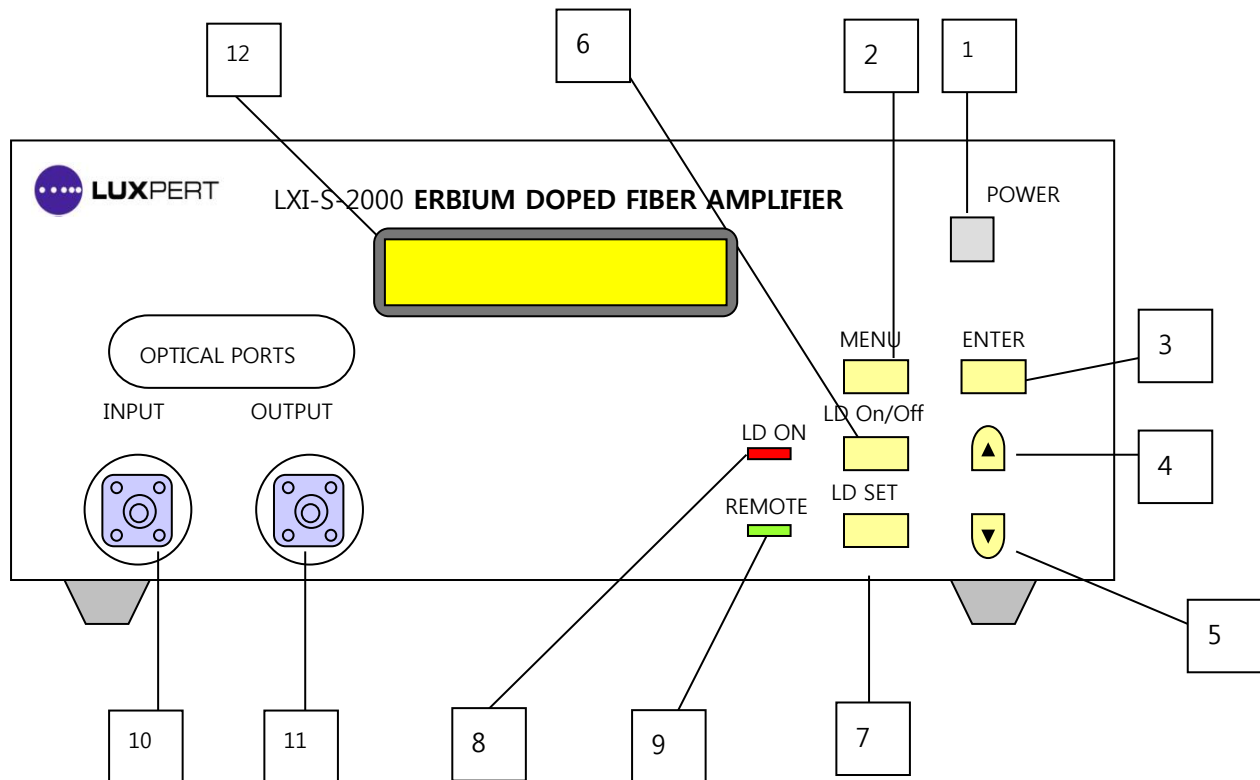 12
6
2
1
LUXPERT
POWER
LXI-S-2000 ERBIUM DOPED FIBER AMPLIFIER
MENU
ENTER
3
OPTICAL PORTS
INPUT
OUTPUT
LD On/Off
LD ON
▲
4
LD SET
REMOTE
▼
5
10
11
8
9
7